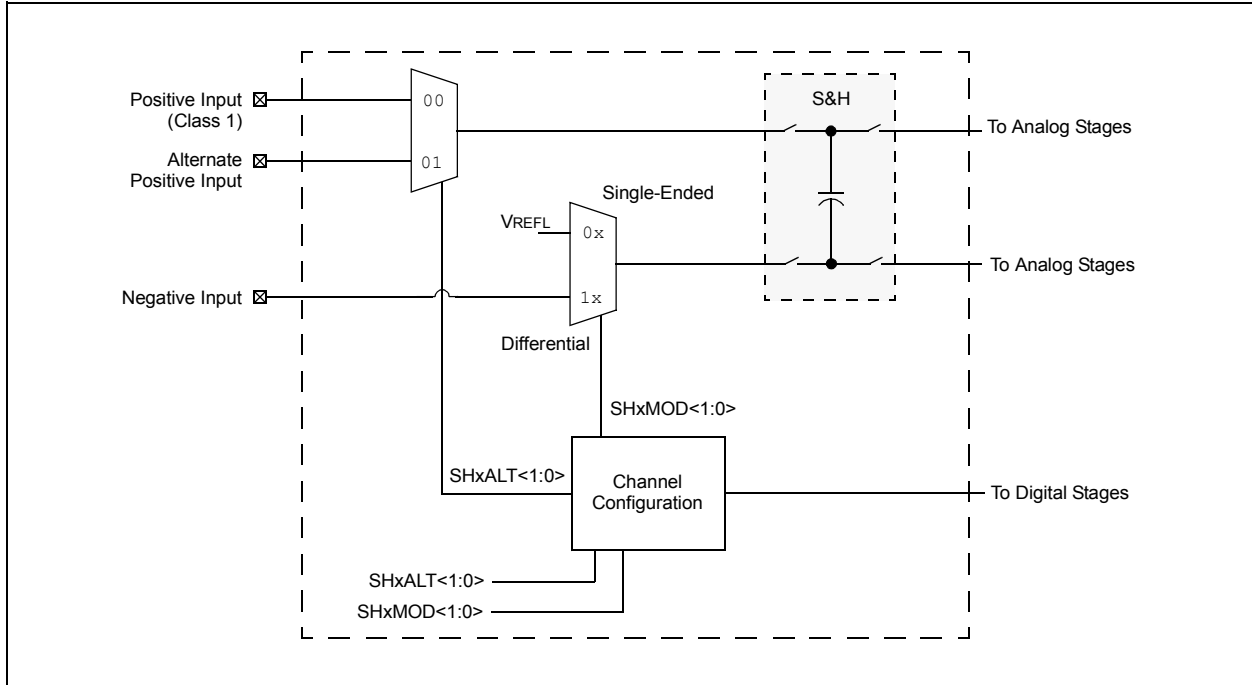 Positive Input
(Class 1)
Alternate
Positive Input
Negative Input
00
01
S&H
To Analog Stages
Single-Ended
VREFL
0x
1x
To Analog Stages
Differential
SHxMOD<1:0>
SHxALT<1:0>
Channel
Configuration
To Digital Stages
SHxALT<1:0>
SHxMOD<1:0>